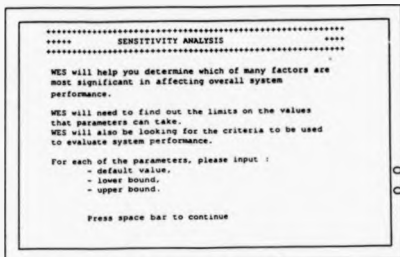 ++++++++++++++++++++++++++++++++++++++++++++++++++++++++++++
+++++ SENSITIVITY ANALYSIS ++++
++++++++++++++++++++++++++++++++++++++++++++++++++++++++++++
WES will help you determine which of many factors are
most significant in affecting overall system
performance.
WES will need to find out the limits on the values
that parameters can take.
WES will also be looking for the criteria to be used
to evaluate system performance.
For each of the parameters, please input :
- default value,
- lower bound,
- upper bound.
Press space bar to continue